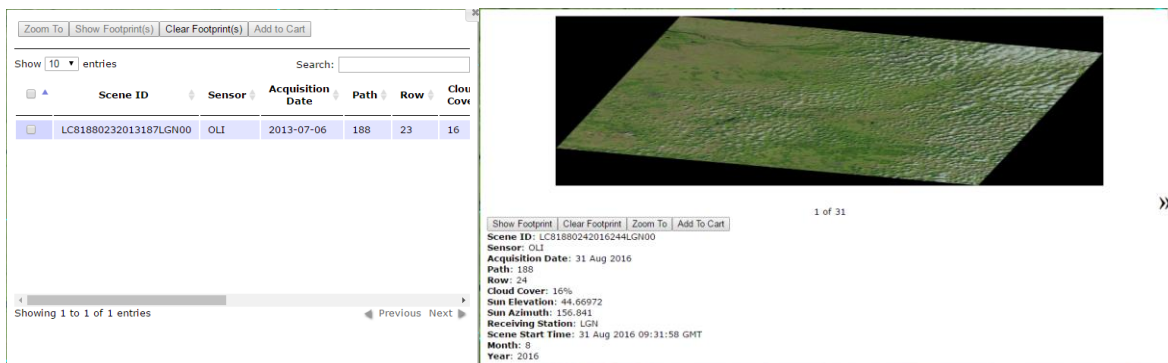 Zoom To Show Footprint(s) Clear Footprint(s) Add to Cart
Show 10 entries Search:
Scene ID Sensor Acquisition Date Path Row Clou Cove
LC81880232013187LGN00 OLI 2013-07-06 188 23 16
Showing 1 to 1 of 1 entries Previous Next
1 of 31
Show Footprint Clear Footprint Zoom To Add To Cart
Scene ID: LC81880242016244LGN00
Sensor: OLI
Acquisition Date: 31 Aug 2016
Path: 188
Row: 24
Cloud Cover: 16%
Sun Elevation: 44.66972
Sun Azimuth: 156.841
Receiving Station: LGN
Scene Start Time: 31 Aug 2016 09:31:58 GMT
Month: 8
Year: 2016